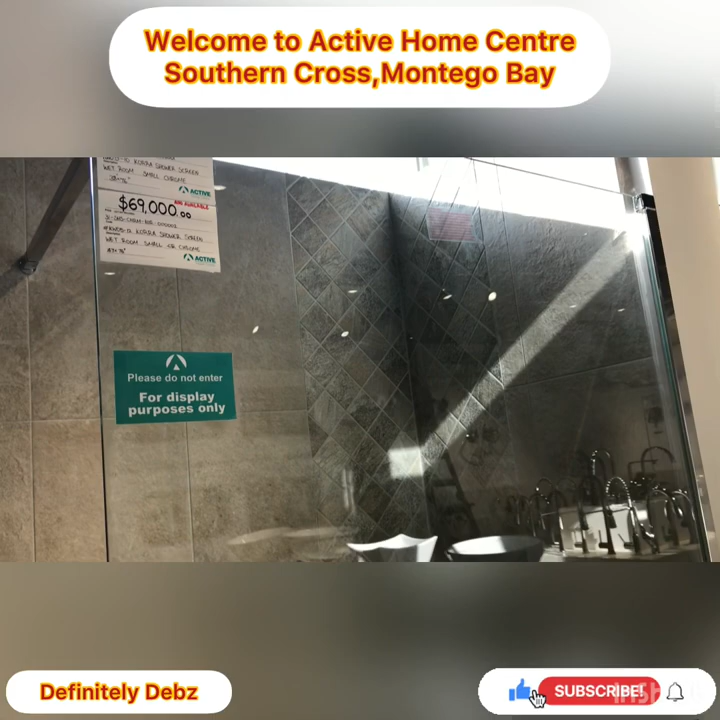 Welcome to Active Home Centre
Southern Cross,Montego Bay
KORRA SHOWER SCREEN
WET ROOM SMALL CHROME
ACTIVE
$69,000.00
KORRA SHOWER SCREEN
WET ROOM SMALL CHROME
ACTIVE
Please do not enter
For display
purposes only
Definitely Debz
SUBSCRIBE!